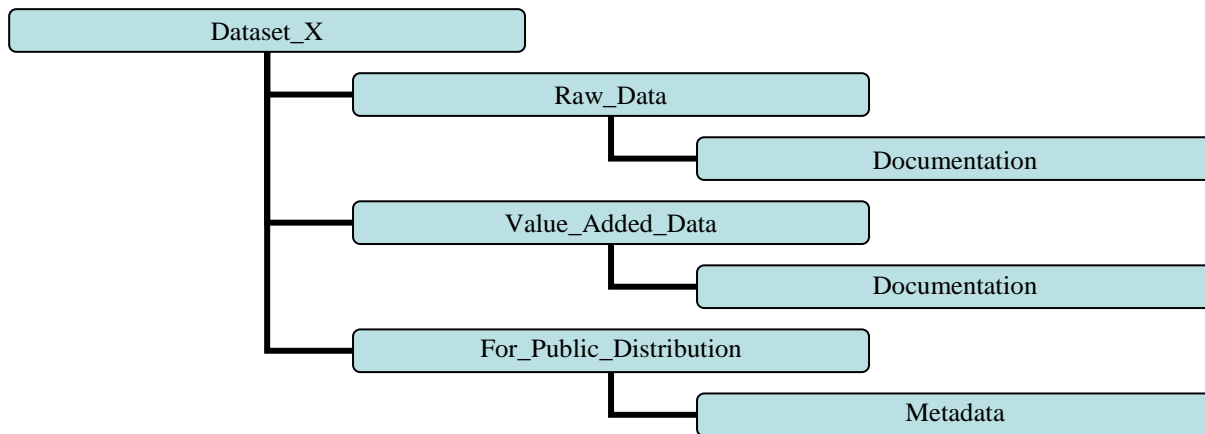 Dataset_X
Raw_Data
Documentation
Value_Added_Data
Documentation
For_Public_Distribution
Metadata